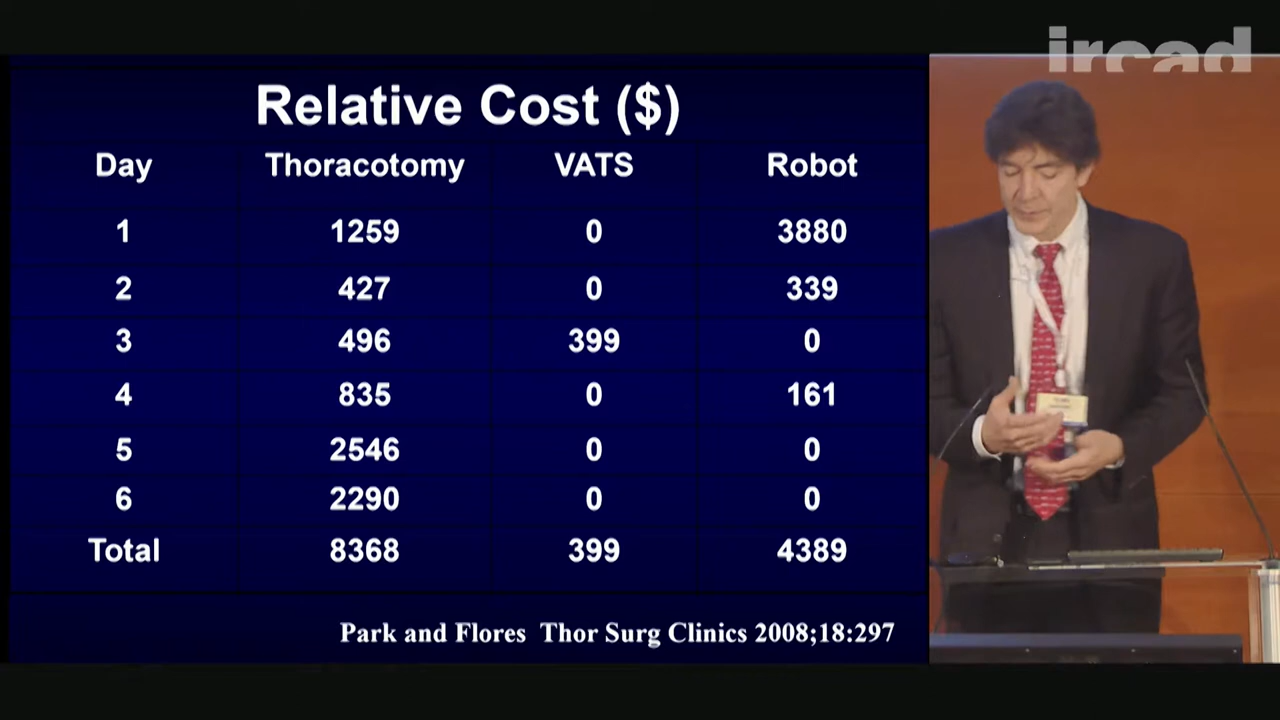 ircad
Relative Cost ($)
Day Thoracotomy VATS Robot
1 1259 0 3880
2 427 0 339
3 496 399 0
4 835 0 161
5 2546 0 0
6 2290 0 0
Total 8368 399 4389
Park and Flores Thor Surg Clinics 2008;18:297